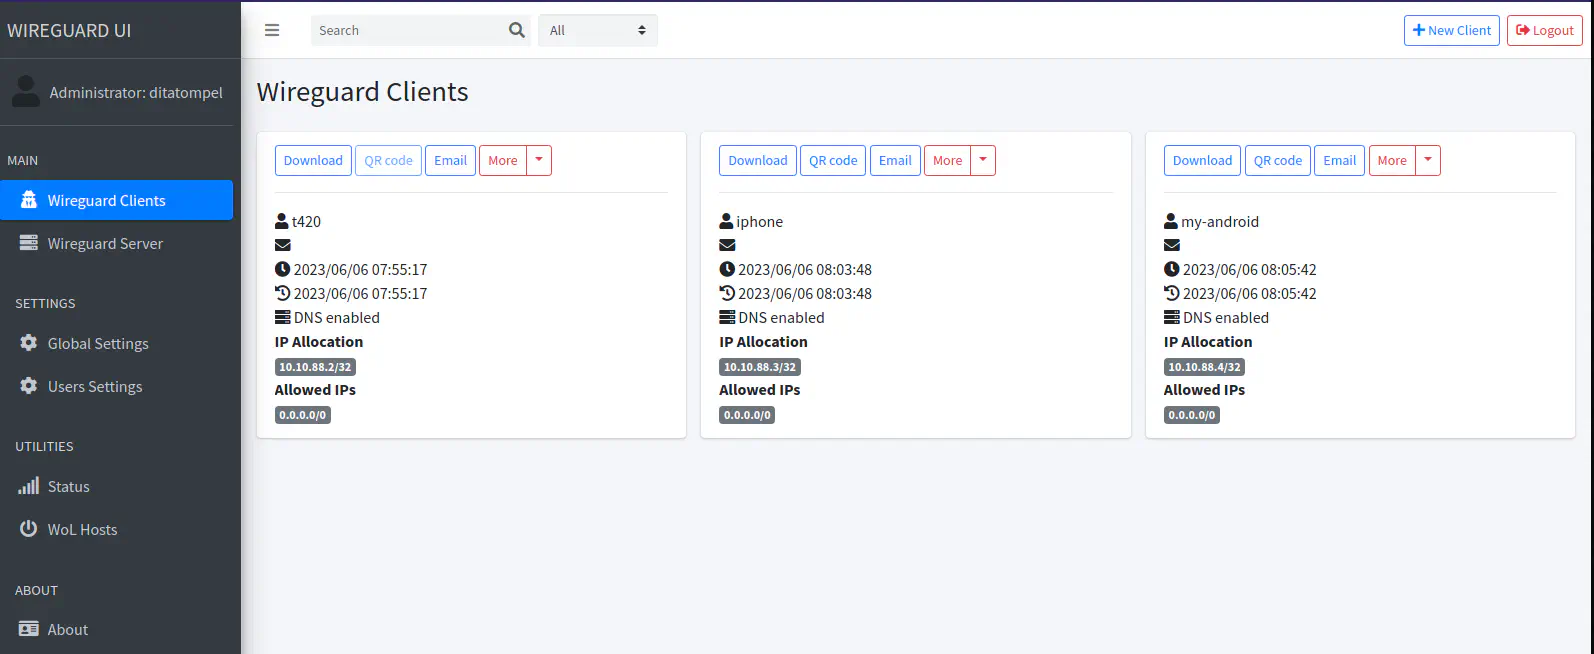 WIREGUARD UI
Administrator: ditatompel
MAIN
Wireguard Clients
Wireguard Server
SETTINGS
Global Settings
Users Settings
UTILITIES
Status
WoL Hosts
ABOUT
About
Search
All
New Client
Logout
Wireguard Clients
Download QR code Email More
t420
2023/06/06 07:55:17
2023/06/06 07:55:17
DNS enabled
IP Allocation
10.10.88.2/32
Allowed IPs
0.0.0.0/0
Download QR code Email More
iphone
2023/06/06 08:03:48
2023/06/06 08:03:48
DNS enabled
IP Allocation
10.10.88.3/32
Allowed IPs
0.0.0.0/0
Download QR code Email More
my-android
2023/06/06 08:05:42
2023/06/06 08:05:42
DNS enabled
IP Allocation
10.10.88.4/32
Allowed IPs
0.0.0.0/0